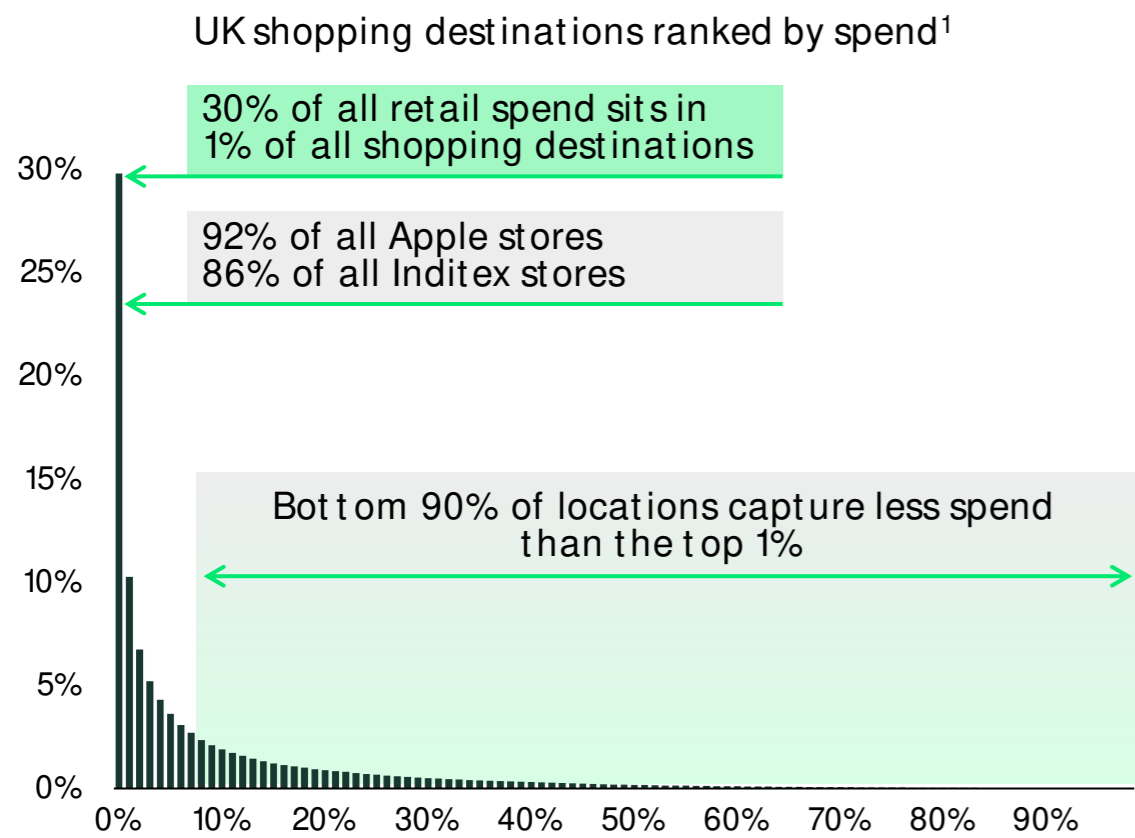 UK shopping destinations ranked by spend¹
30% of all retail spend sits in
1% of all shopping destinations
30%
92% of all Apple stores
86% of all Inditex stores
25%
20%
15%
Bottom 90% of locations capture less spend
than the top 1%
10%
5%
0%
0% 10% 20% 30% 40% 50% 60% 70% 80% 90%